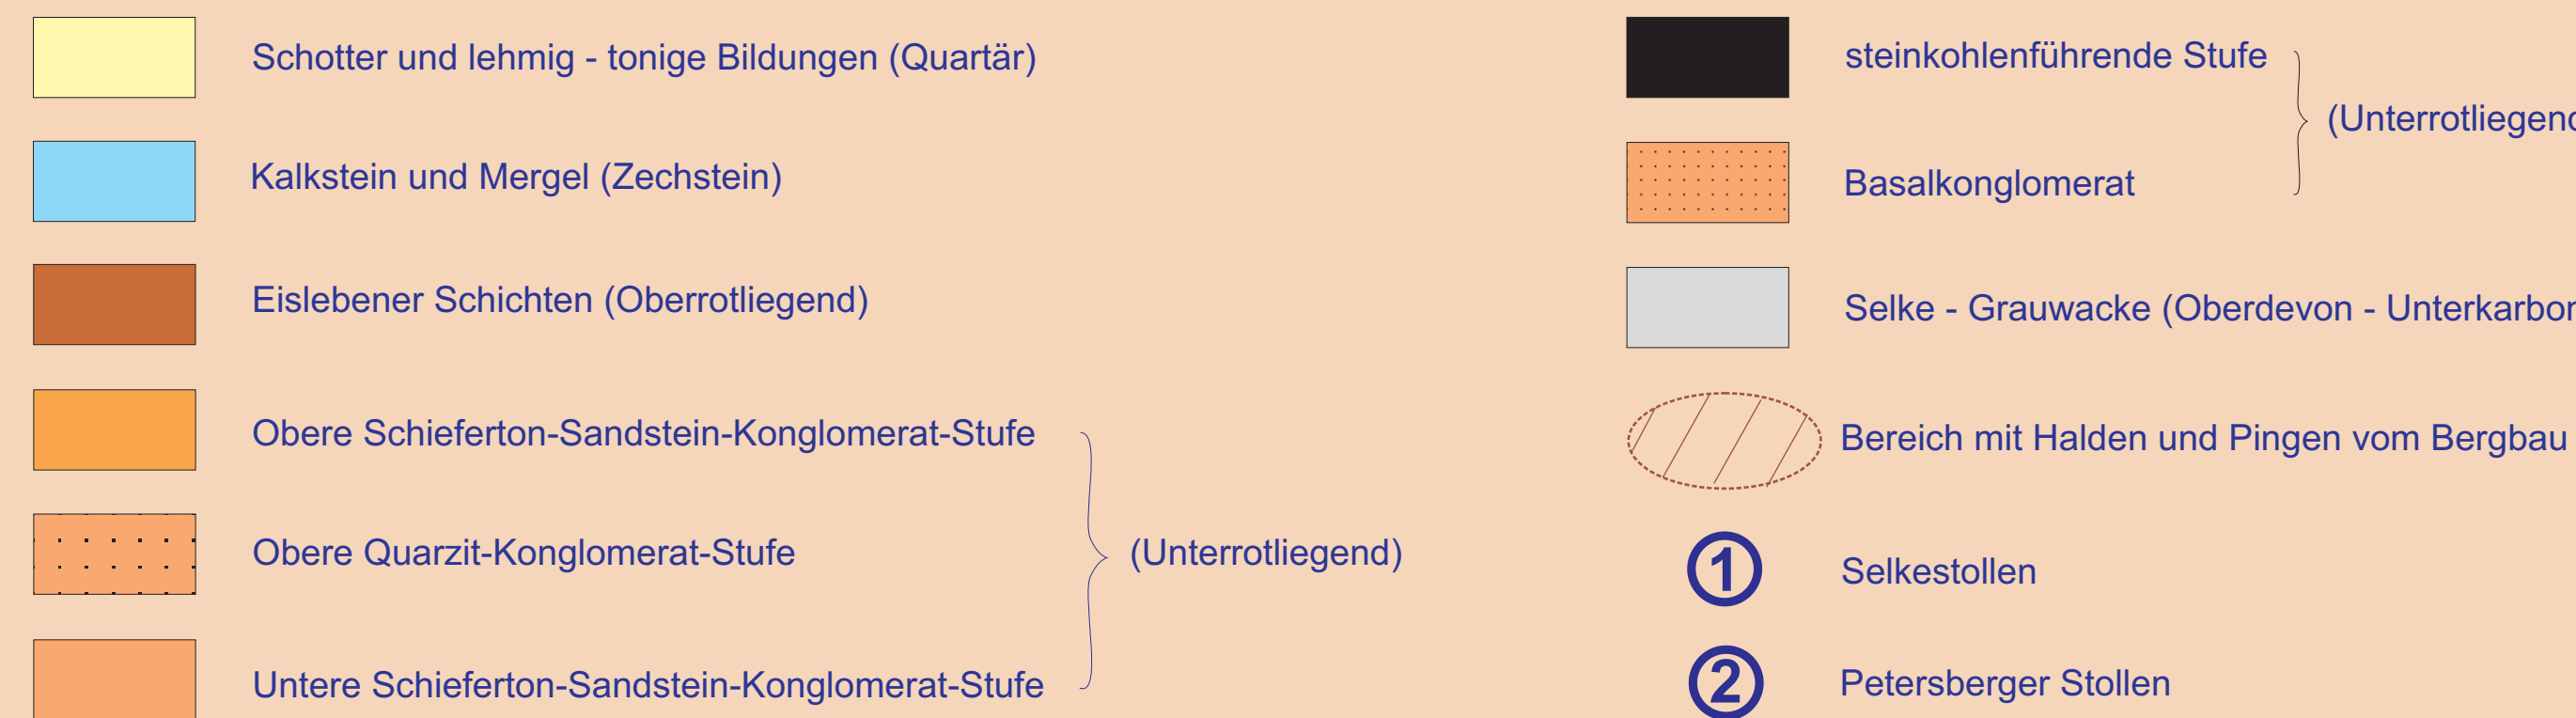 Schotter und lehmig - tonige Bildungen (Quartär)
Kalkstein und Mergel (Zechstein)
Eislebener Schichten (Oberrotliegend)
Obere Schieferton-Sandstein-Konglomerat-Stufe
Obere Quarzit-Konglomerat-Stufe
(Unterrotliegend)
Untere Schieferton-Sandstein-Konglomerat-Stufe
steinkohlenführende Stufe
(Unterrotliegend
Basalkonglomerat
Selke - Grauwacke (Oberdevon - Unterkarbon
Bereich mit Halden und Pingen vom Bergbau
1 Selkestollen
2 Petersberger Stollen